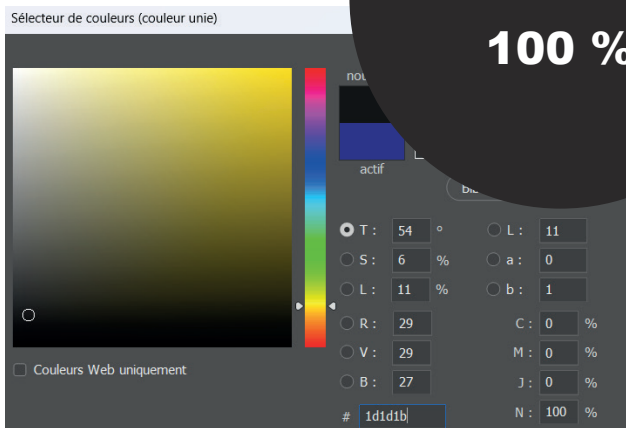 Sélecteur de couleurs (couleur unie)
100 %
actif
T : 54 °
L : 11
S : 6 %
a : 0
L : 11 %
b : 1
R : 29
C : 0 %
V : 29
M : 0 %
Couleurs Web uniquement
B : 27
J : 0 %
# 1d1d1b
N : 100 %